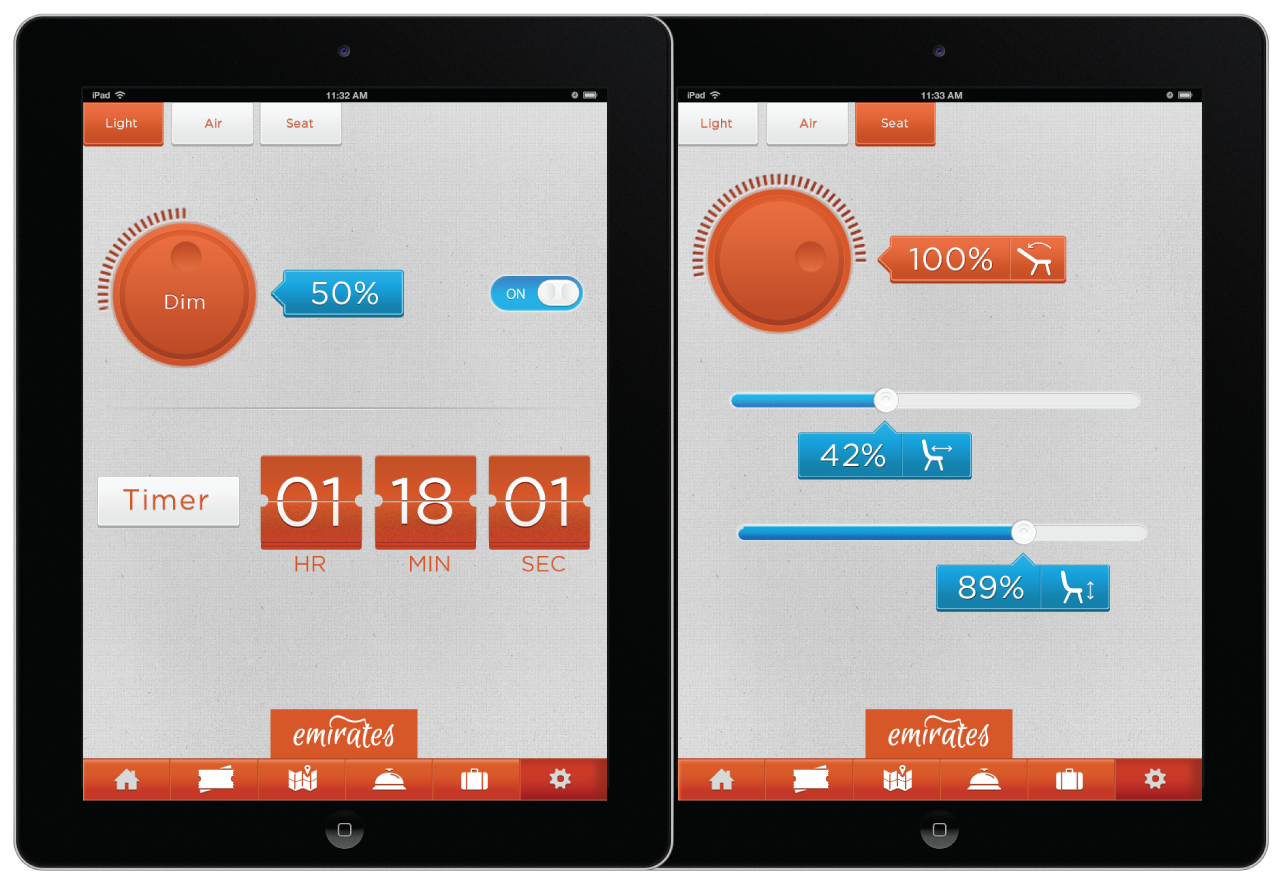 iPad 11:32 AM
Light Air Seat
Dim
50%
ON
Timer
01 18 01
HR MIN SEC
emirates
iPad 11:33 AM
Light Air Seat
100%
42%
89%
emirates